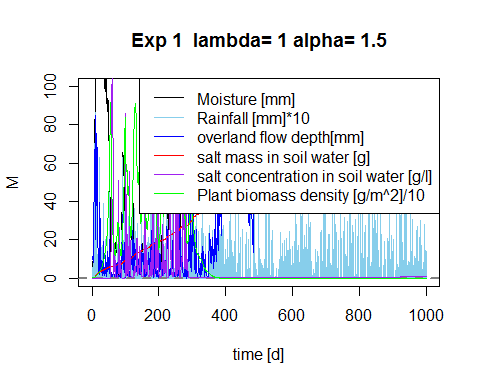 Exp 1  lambda= 1 alpha= 1.5
100
80
60
40
20
0
M
Moisture [mm]
Rainfall [mm]*10
overland flow depth[mm]
salt mass in soil water [g]
salt concentration in soil water [g/l]
Plant biomass density [g/m^2]/10
0 200 400 600 800 1000
time [d]